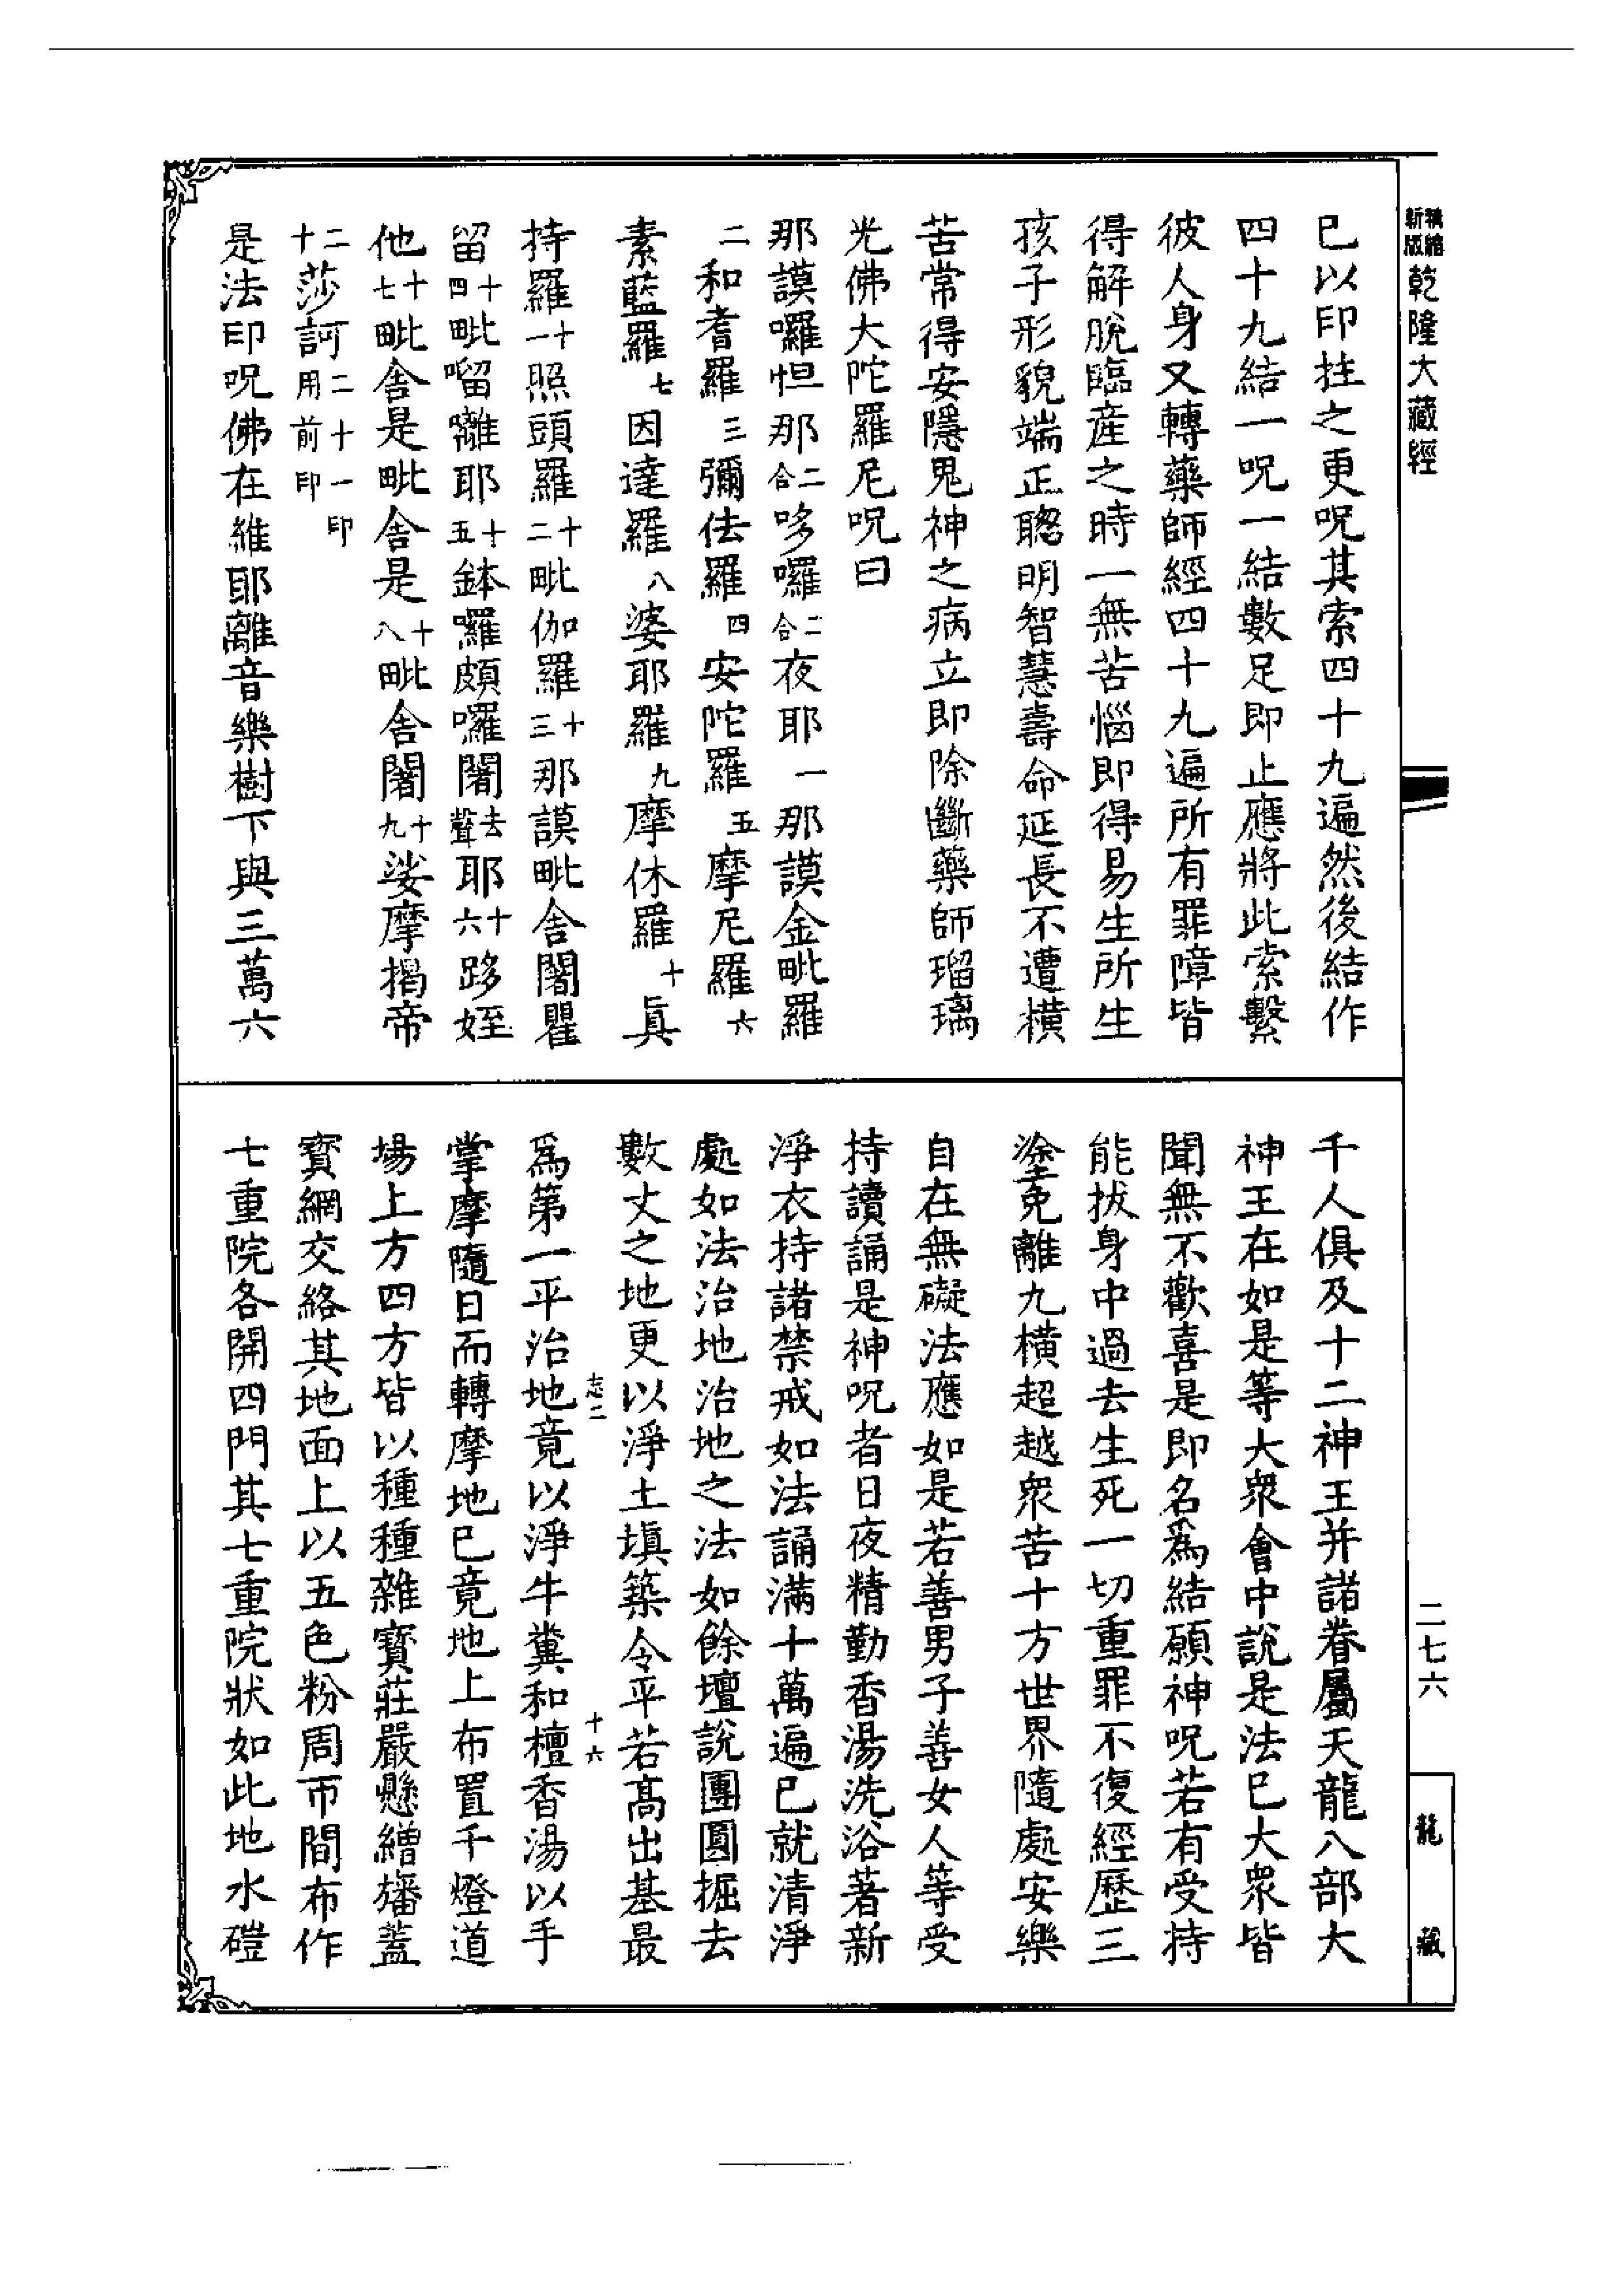 新版 精縮 乾隆大藏經
已以印拄之更呪其索四十九遍然後結作
四十九結一呪一結數足即止應將此索繫
彼人身又轉藥師經四十九遍所有罪障皆
得解脫臨產之時一無苦惱即得易生所生
孩子形貌端正聰明智慧壽命延長不遭橫
苦常得安隱鬼神之病立即除斷藥師瑠璃
光佛大陀羅尼呪曰
那謨囉怛那二合哆囉二合夜耶一那謨金毗羅
二和耆羅三彌佉羅四安陀羅五摩尼羅六
素藍羅七因達羅八婆耶羅九摩休羅十真
持羅十一照頭羅十二毗伽羅十三那謨毗舍闍瞿
留十四毗嚠囄耶十五鉢囉頗囉闍去聲耶十六跢姪
他十七毗舍是毗舍是十八毗舍闍十九娑摩揭帝
二十莎訶二十一印用前印
是法印呪佛在維耶離音樂樹下與三萬六
千人俱及十二神王并諸眷屬天龍八部大
神王在如是等大眾會中說是法已大眾皆
聞無不歡喜是即名為結願神呪若有受持
能拔身中過去生死一切重罪不復經歷三
塗免離九橫超越眾苦十方世界隨處安樂
自在無礙法應如是若善男子善女人等受
持讀誦是神呪者日夜精勤香湯洗浴著新
淨衣持諸禁戒如法誦滿十萬遍已就清淨
處如法治地治地之法如餘壇說團圓掘去
數丈之地更以淨土填築令平若高出基最
志二 十六
為第一平治地竟以淨牛糞和檀香湯以手
掌摩隨日而轉摩地已竟地上布置千燈道
場上方四方皆以種種雜寶莊嚴懸繒旛蓋
寶網交絡其地面上以五色粉周帀間布作
七重院各開四門其七重院狀如此地水磑
二七六
龍藏